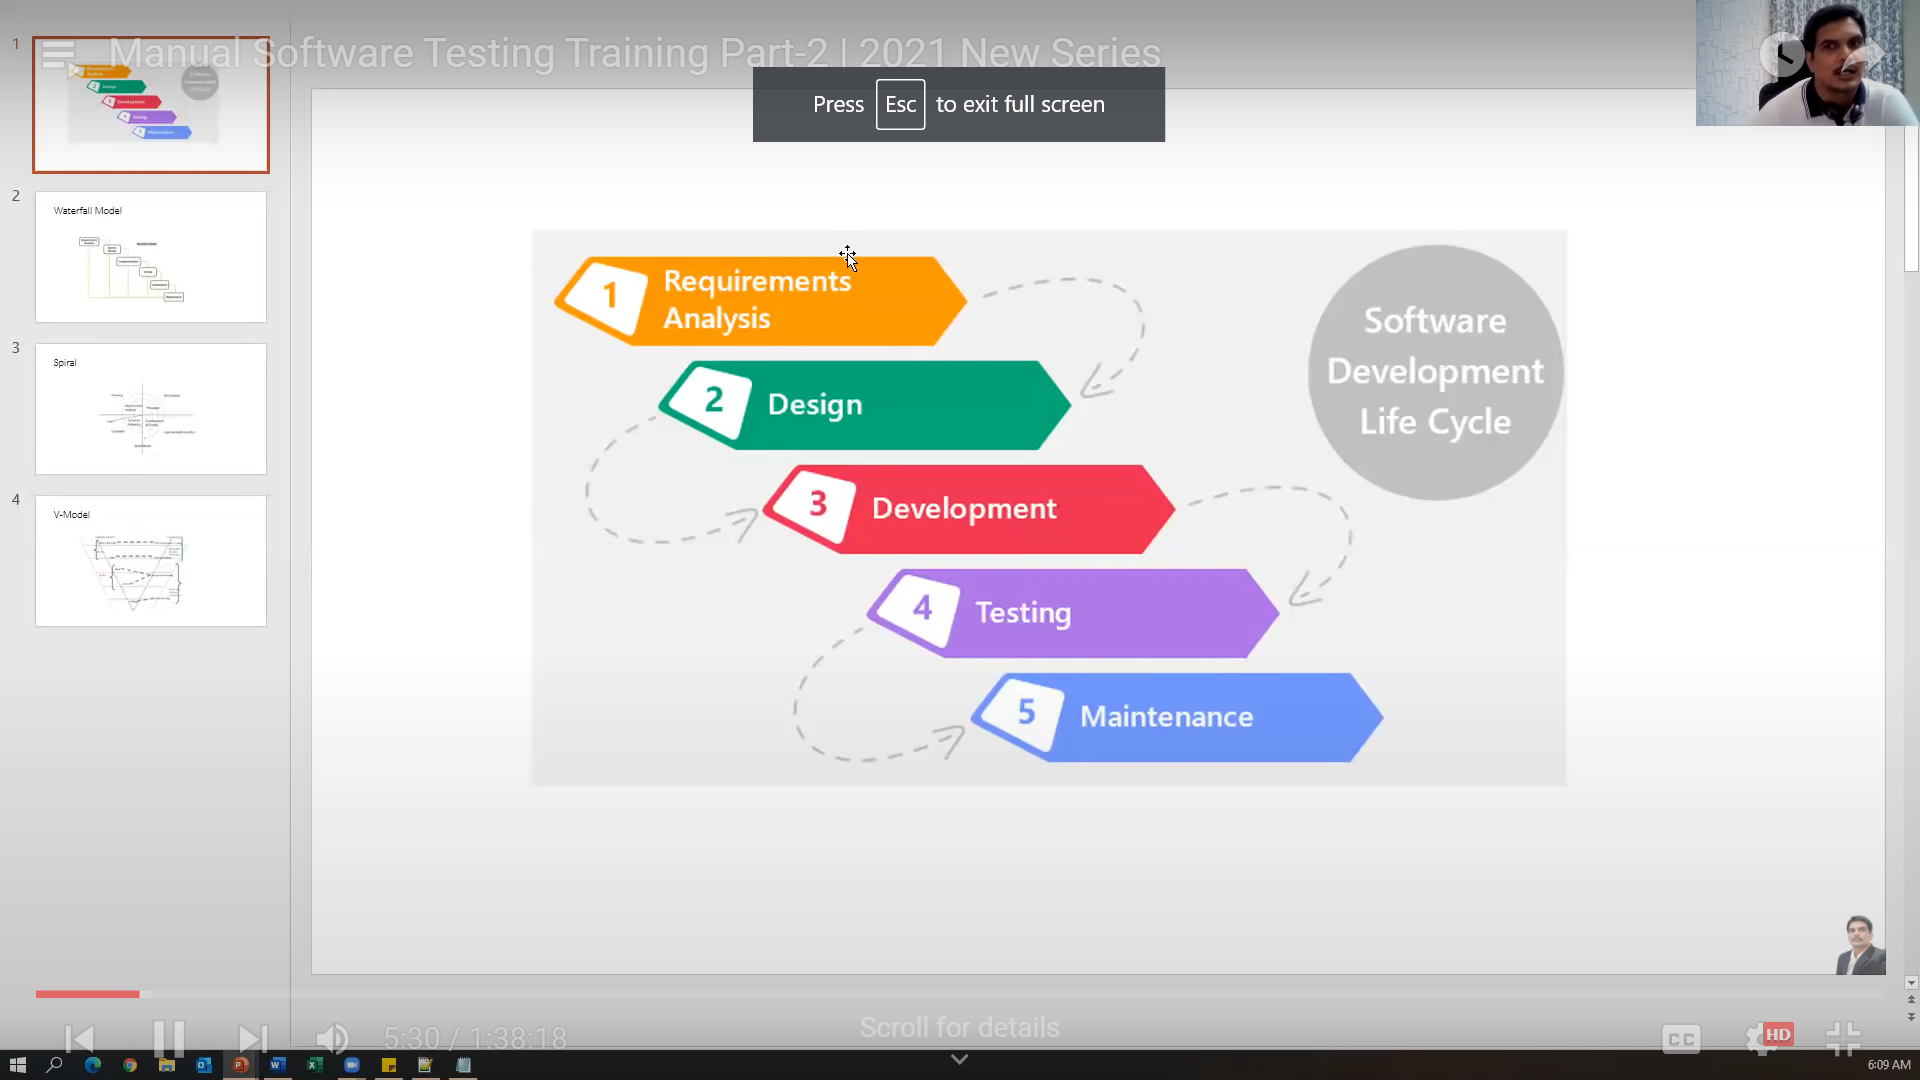 Manual Software Testing Training Part-2 | 2021 New Series
Press Esc to exit full screen
1
2
Waterfall Model
3
Spiral
4
V-Model
1
Requirements
Analysis
2
Design
3
Development
4
Testing
5
Maintenance
Software
Development
Life Cycle
5:30 / 1:38:18
Scroll for details
CC
HD
6:09 AM